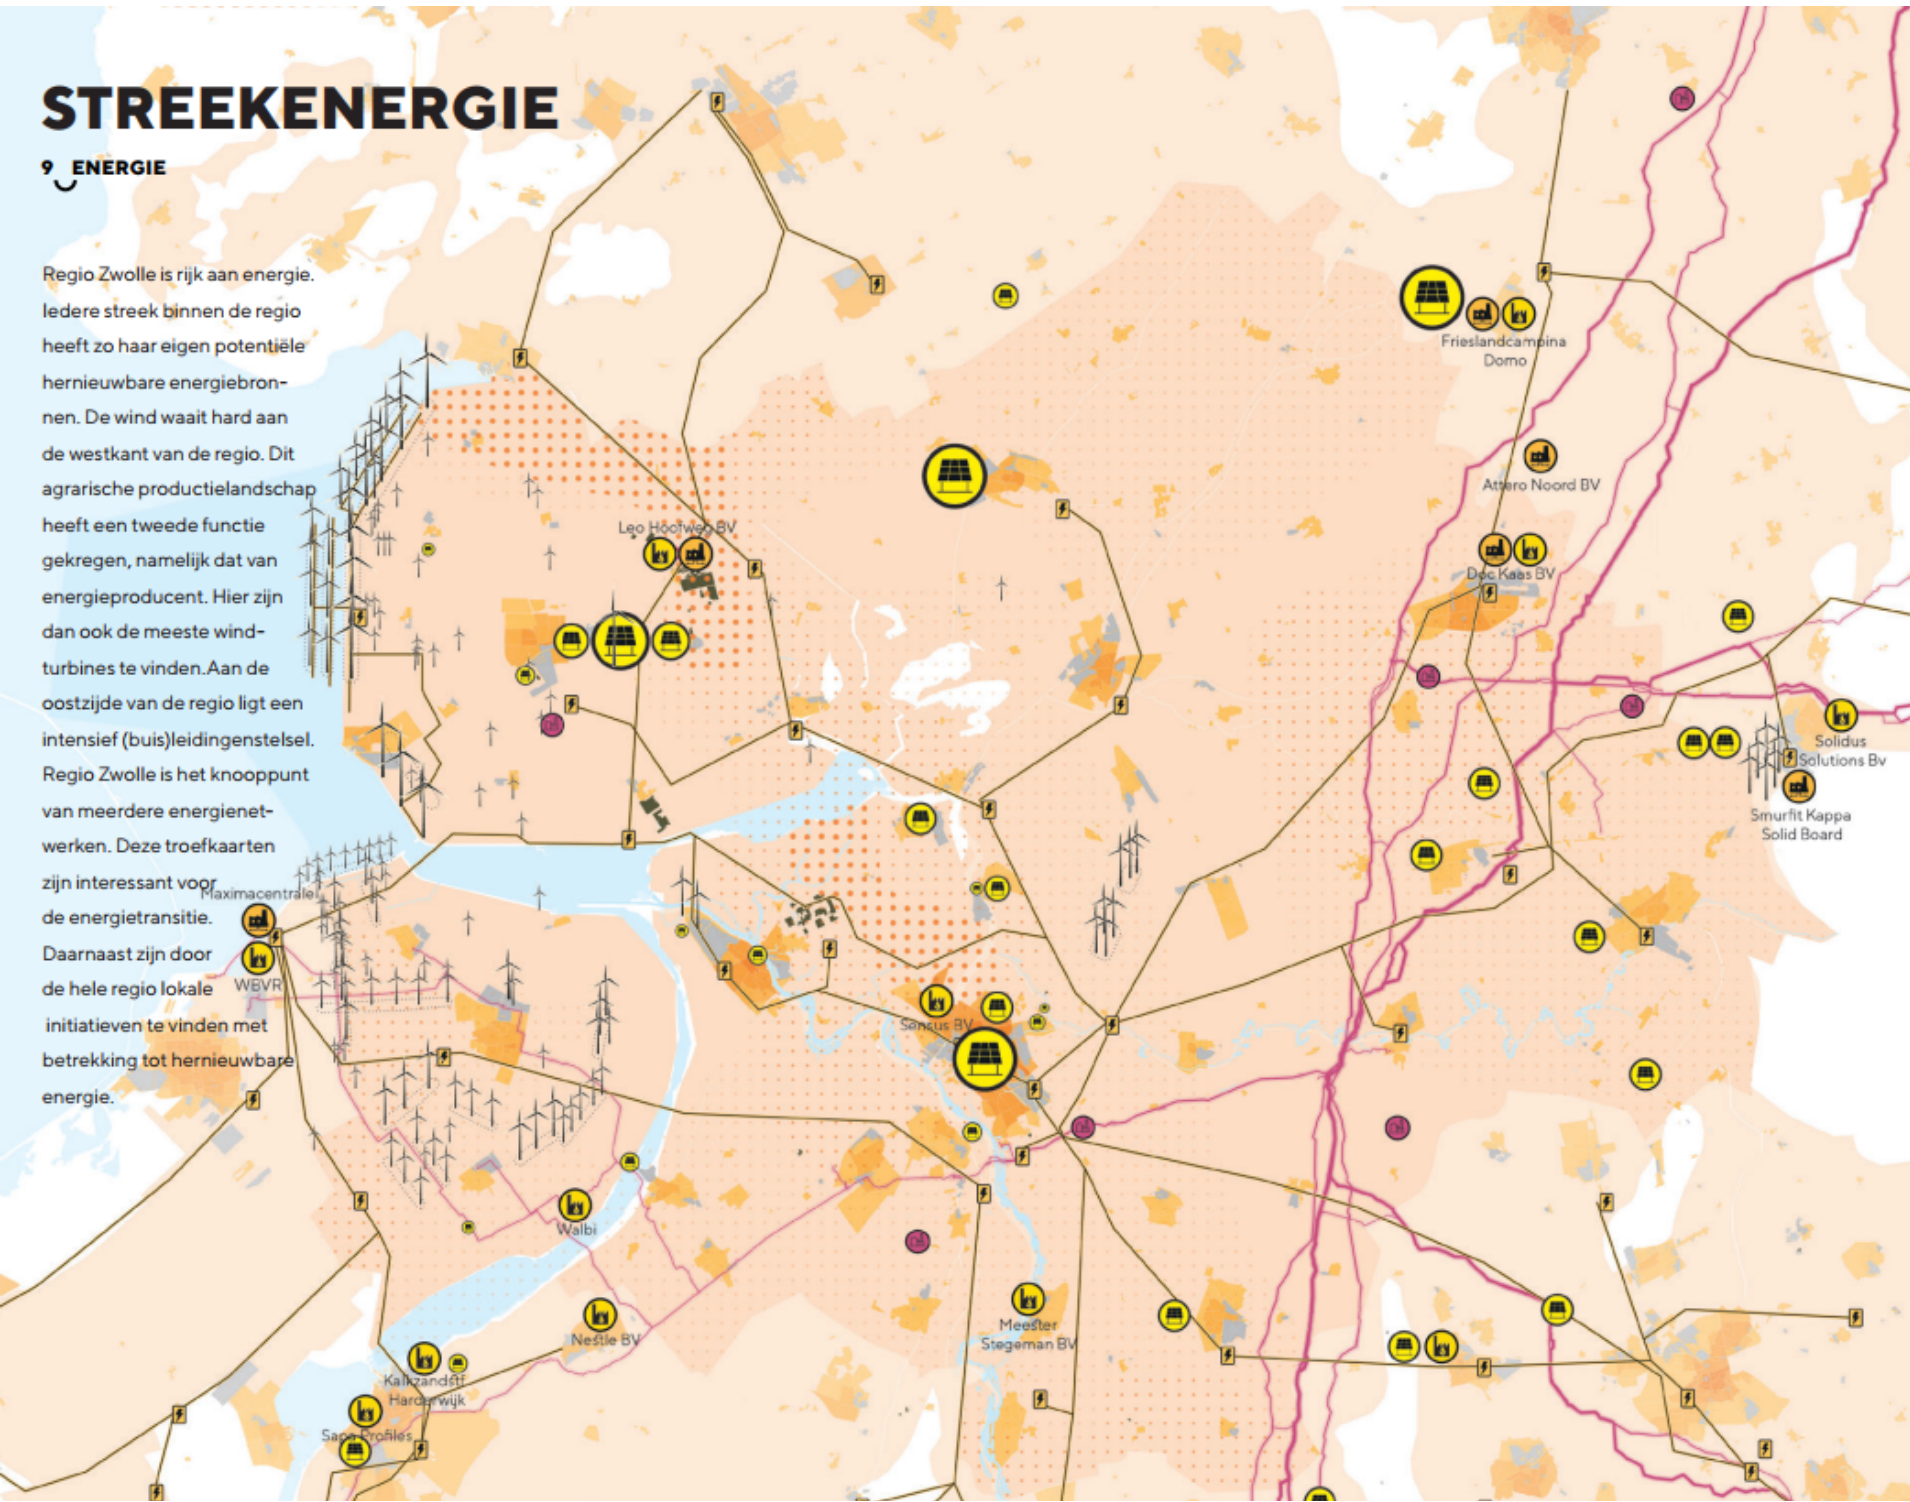 STREEKENERGIE
9 ENERGIE
Regio Zwolle is rijk aan energie.
Iedere streek binnen de regio
heeft zo haar eigen potentiële
hernieuwbare energiebron-
nen. De wind waait hard aan
de westkant van de regio. Dit
agrarische productielandschap
heeft een tweede functie
gekregen, namelijk dat van
energieproducent. Hier zijn
dan ook de meeste wind-
turbines te vinden.Aan de
oostzijde van de regio ligt een
intensief (buis)leidingenstelsel.
Regio Zwolle is het knooppunt
van meerdere energienet-
werken. Deze troefkaarten
zijn interessant voor
de energietransitie.
Daarnaast zijn door
de hele regio lokale
initiatieven te vinden met
betrekking tot hernieuwbare
energie.
Frieslandcampina
Domo
Attero Noord BV
Leo Hoofweg BV
Doc Kaas BV
Solidus
Solutions Bv
Smurfit Kappa
Solid Board
Maximacentrale
WBVR
Sensus BV
Walbi
Nestle BV
Meester
Stegeman BV
Kalkzandstf
Harderwijk
Sapa Profiles